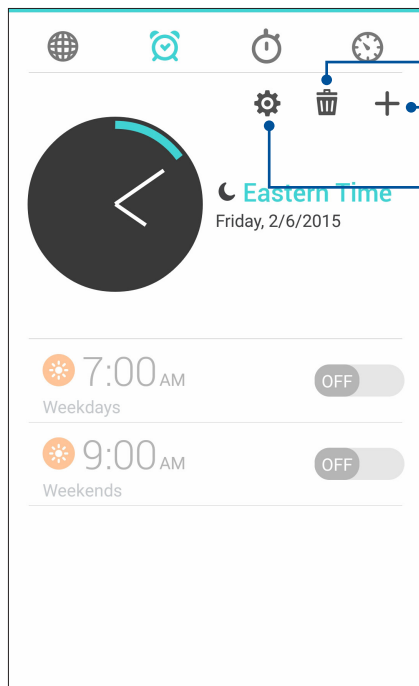 Eastern Time
Friday, 2/6/2015
7:00 AM
OFF
Weekdays
9:00 AM
OFF
Weekends